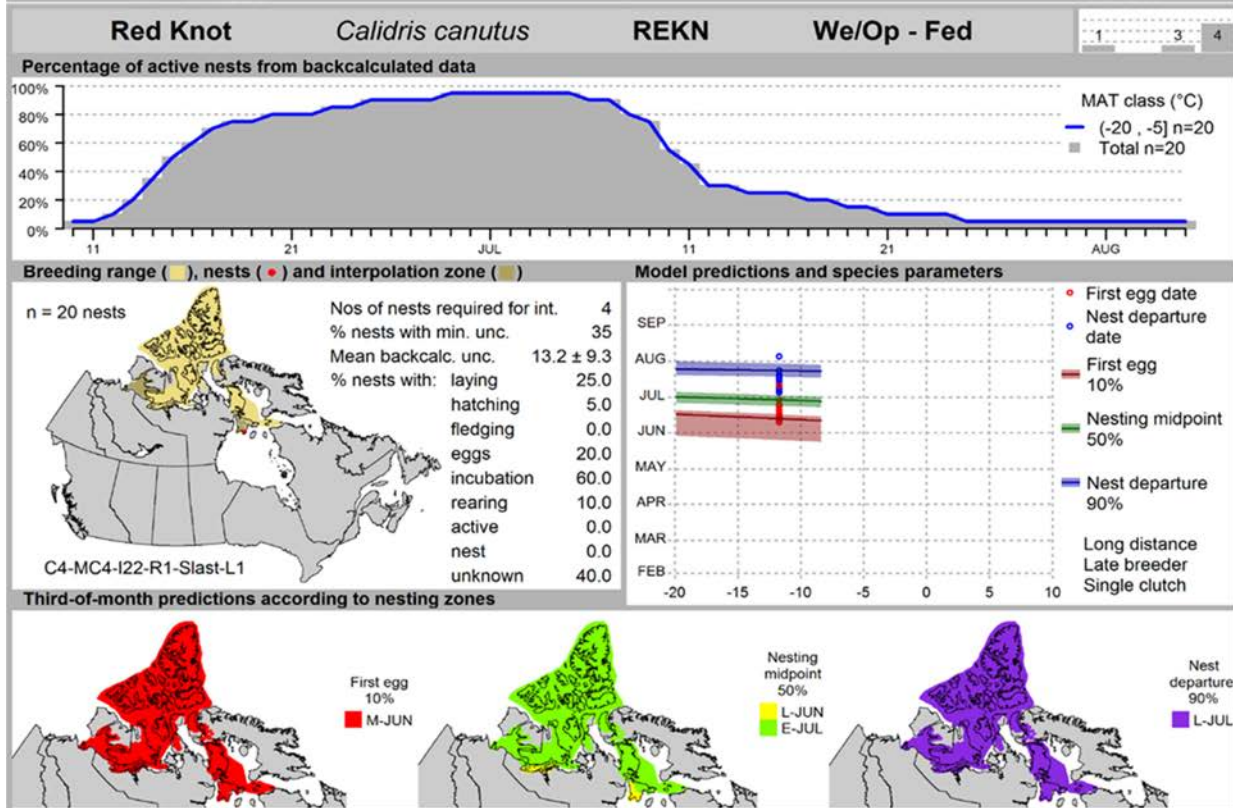 Red Knot Calidris canutus REKN We/Op - Fed
1 3 4
Percentage of active nests from backcalculated data
100%
80%
60%
40%
20%
0%
MAT class (°C)
(-20 , -5] n=20
Total n=20
11 21 JUL 11 21 AUG
Breeding range ( ), nests ( ) and interpolation zone ( )
n = 20 nests
Nos of nests required for int. 4
% nests with min. unc. 35
Mean backcalc. unc. 13.2 ± 9.3
% nests with: laying 25.0
hatching 5.0
fledging 0.0
eggs 20.0
incubation 60.0
rearing 10.0
active 0.0
nest 0.0
unknown 40.0
C4-MC4-I22-R1-Slast-L1
Model predictions and species parameters
SEP
AUG
JUL
JUN
MAY
APR
MAR
FEB
-20 -15 -10 -5 0 5 10
First egg date
Nest departure
date
First egg
10%
Nesting midpoint
50%
Nest departure
90%
Long distance
Late breeder
Single clutch
Third-of-month predictions according to nesting zones
First egg
10%
M-JUN
Nesting
midpoint
50%
L-JUN
E-JUL
Nest
departure
90%
L-JUL